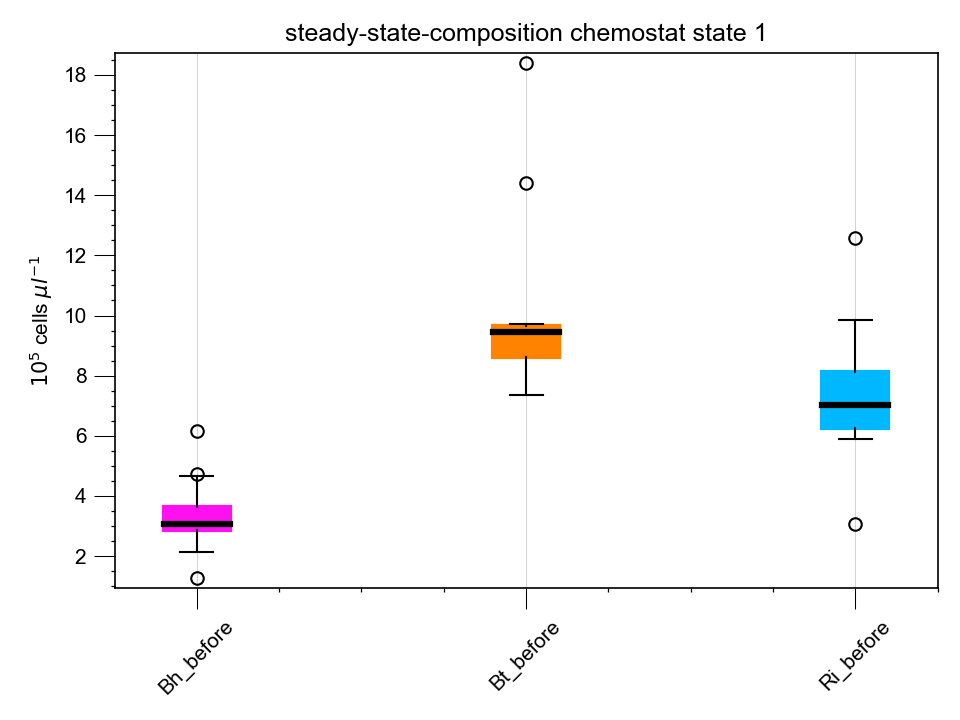 steady-state-composition chemostat state 1
10⁵ cells μl⁻¹
18
16
14
12
10
8
6
4
2
Bh_before
Bt_before
Ri_before